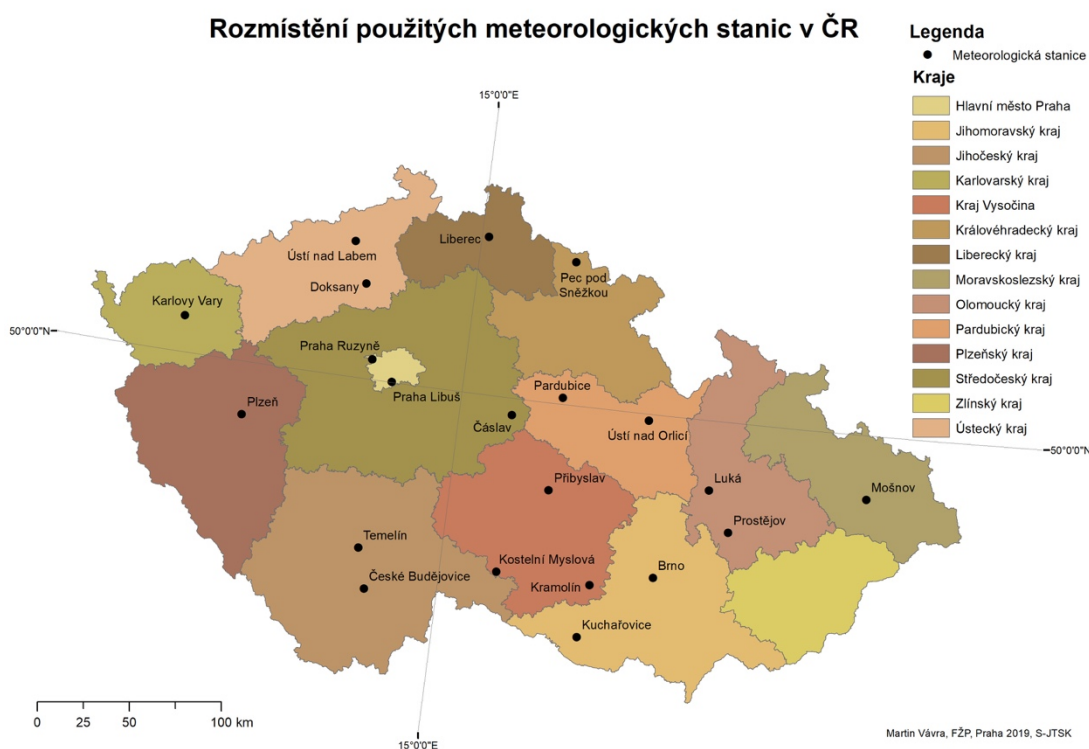 Rozmístění použitých meteorologických stanic v ČR
Legenda
Meteorologická stanice
Kraje
Hlavní město Praha
Jihomoravský kraj
Jihočeský kraj
Karlovarský kraj
Kraj Vysočina
Královéhradecký kraj
Liberecký kraj
Moravskoslezský kraj
Olomoucký kraj
Pardubický kraj
Plzeňský kraj
Středočeský kraj
Zlínský kraj
Ústecký kraj
15°0'0"E
50°0'0"N
Liberec
Ústí nad Labem
Pec pod
Sněžkou
Doksany
Karlovy Vary
Praha Ruzyně
Praha Libuš
Pardubice
Plzeň
Čáslav
Ústí nad Orlicí
50°0'0"N
Přibyslav
Luká
Mošnov
Prostějov
Temelín
Kostelní Myslová
České Budějovice
Kramolín
Brno
Kuchařovice
0 25 50 100 km
15°0'0"E
Martin Vávra, FŽP, Praha 2019, S-JTSK